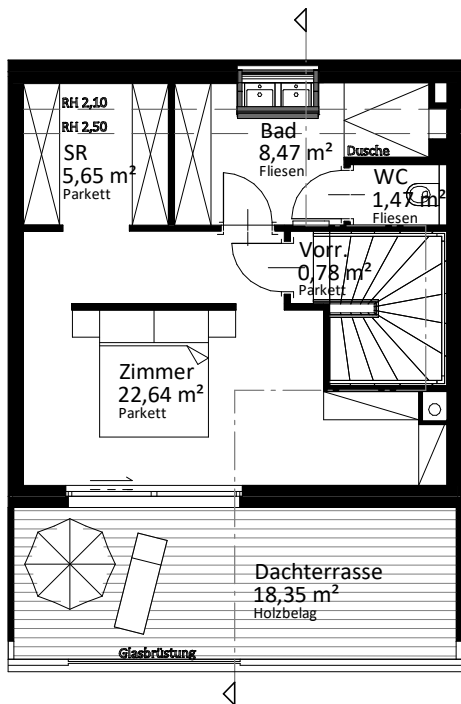 RH 2,10
RH 2,50
SR
5,65 m²
Parkett
Bad
8,47 m²
Fliesen
Dusche
WC
1,47 m²
Fliesen
Vorr.
0,78 m²
Parkett
Zimmer
22,64 m²
Parkett
Dachterrasse
18,35 m²
Holzbelag
Glasbrüstung